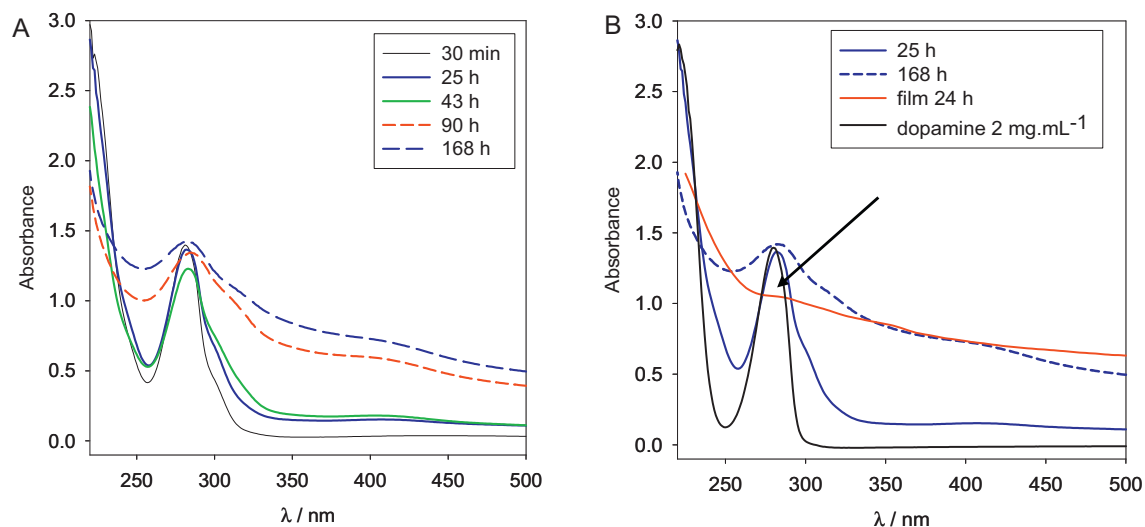 A
3.0
2.5
2.0
1.5
1.0
0.5
0.0
Absorbance
30 min
25 h
43 h
90 h
168 h
250 300 350 400 450 500
λ / nm
B
3.0
2.5
2.0
1.5
1.0
0.5
0.0
Absorbance
25 h
168 h
film 24 h
dopamine 2 mg.mL⁻¹
250 300 350 400 450 500
λ / nm